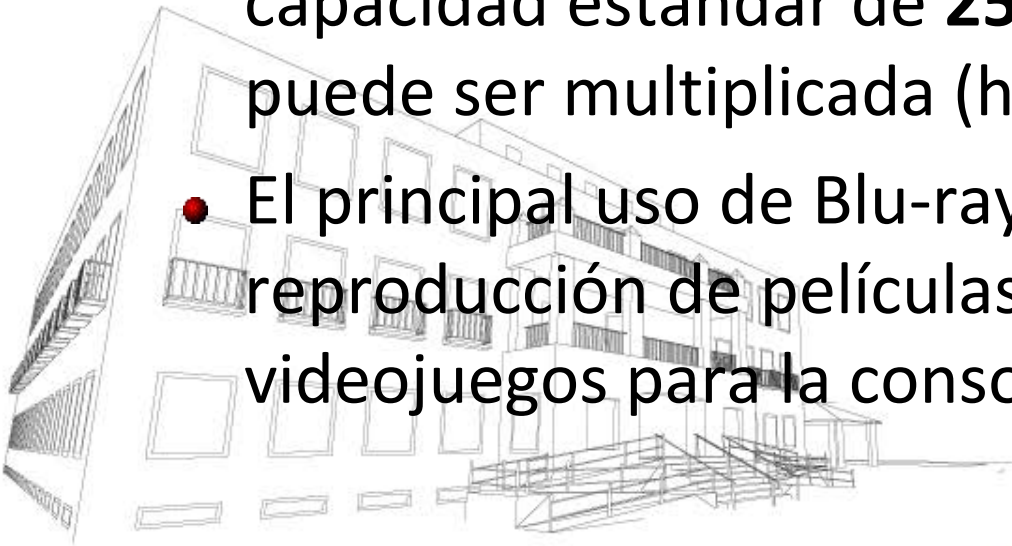 capacidad estándar de 25
puede ser multiplicada (h
El principal uso de Blu-ray
reproducción de películas
videojuegos para la conso